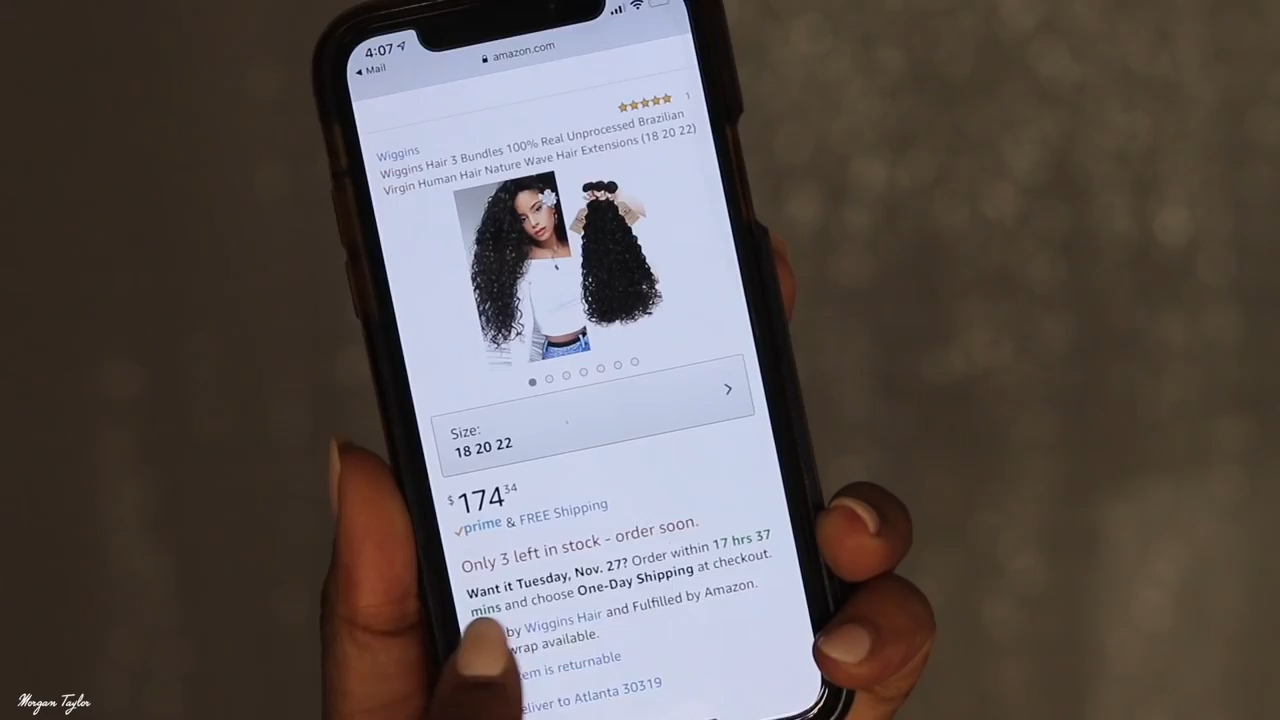 4:07
Mail
amazon.com
1
Wiggins
Wiggins Hair 3 Bundles 100% Real Unprocessed Brazilian
Virgin Human Hair Nature Wave Hair Extensions (18 20 22)
Size:
18 20 22
$174 34
prime & FREE Shipping
Only 3 left in stock - order soon.
Want it Tuesday, Nov. 27? Order within 17 hrs 37
mins and choose One-Day Shipping at checkout.
by Wiggins Hair and Fulfilled by Amazon.
wrap available.
is returnable
to Atlanta 30319
Morgan Taylor